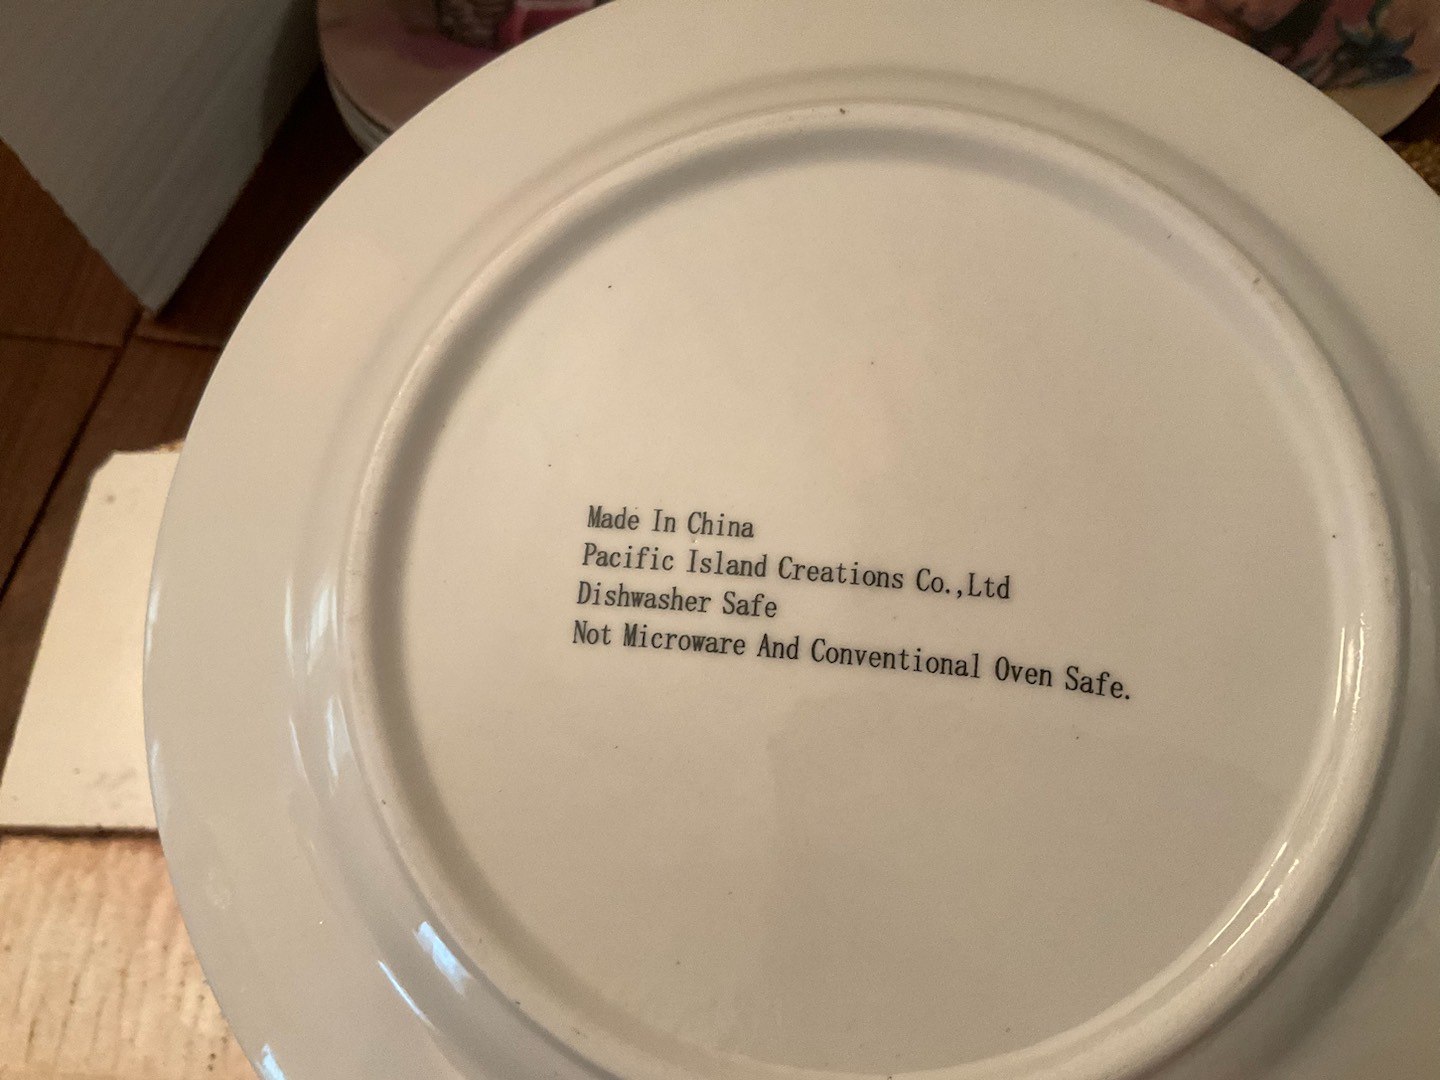 Made In China
Pacific Island Creations Co.,Ltd
Dishwasher Safe
Not Microware And Conventional Oven Safe.